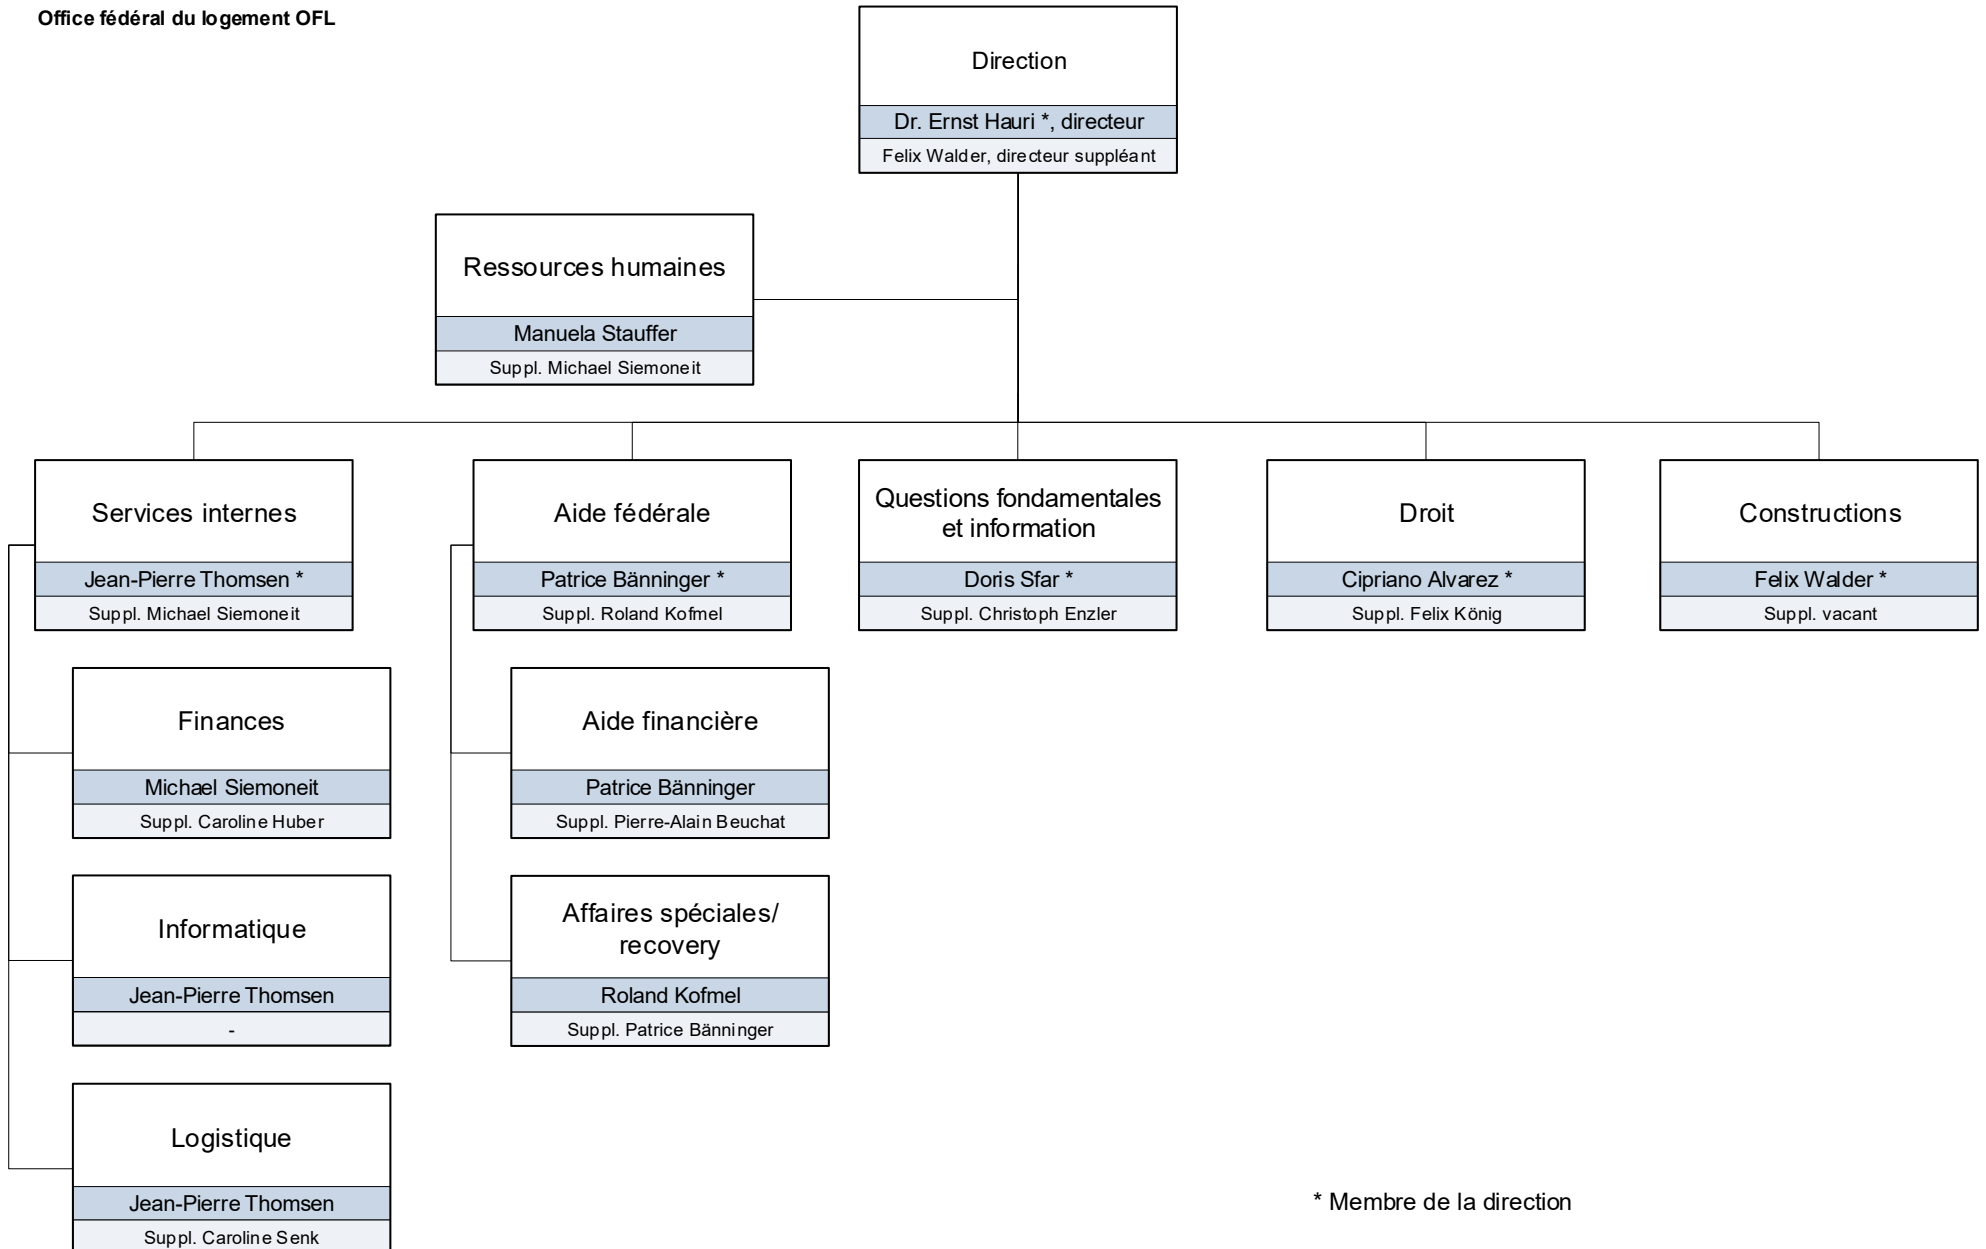 Office fédéral du logement OFL
Direction
Dr. Ernst Hauri *, directeur
Felix Walder, directeur suppléant
Ressources humaines
Manuela Stauffer
Suppl. Michael Siemoneit
Services internes
Jean-Pierre Thomsen *
Suppl. Michael Siemoneit
Aide fédérale
Patrice Bänninger *
Suppl. Roland Kofmel
Questions fondamentales
et information
Doris Sfar *
Suppl. Christoph Enzler
Droit
Cipriano Alvarez *
Suppl. Felix König
Constructions
Felix Walder *
Suppl. vacant
Finances
Michael Siemoneit
Suppl. Caroline Huber
Aide financière
Patrice Bänninger
Suppl. Pierre-Alain Beuchat
Informatique
Jean-Pierre Thomsen
-
Affaires spéciales/
recovery
Roland Kofmel
Suppl. Patrice Bänninger
Logistique
Jean-Pierre Thomsen
Suppl. Caroline Senk
* Membre de la direction